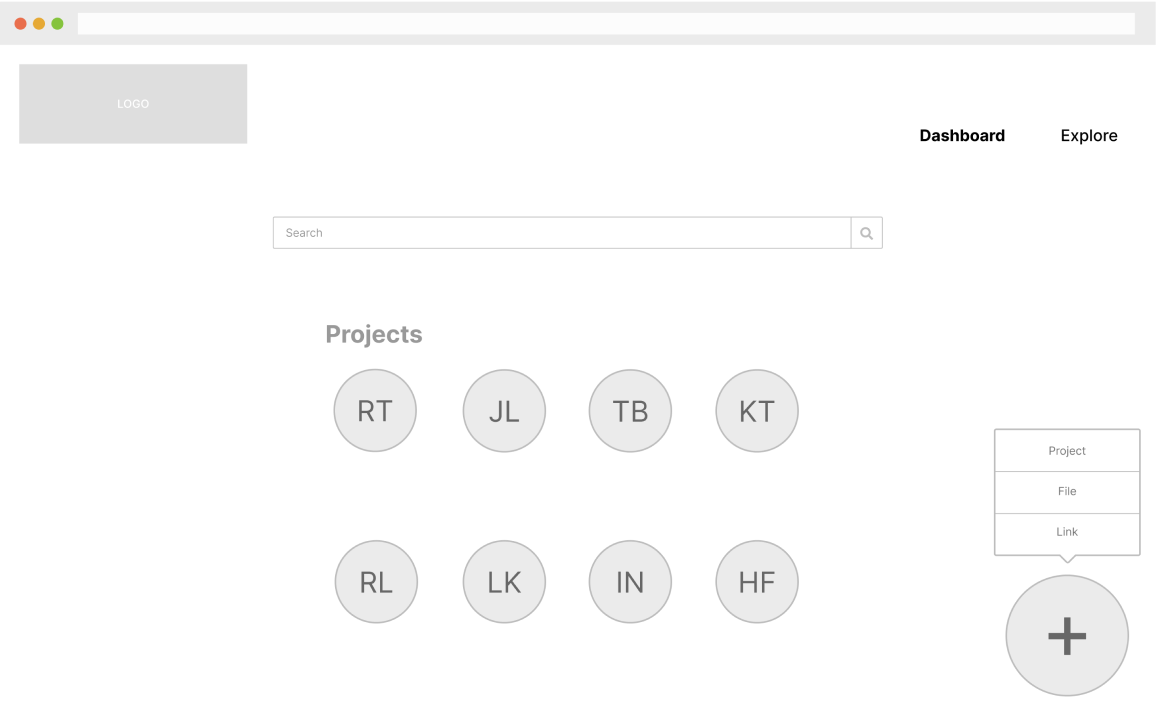 LOGO
Dashboard Explore
Search
Projects
RT JL TB KT
Project
File
Link
RL LK IN HF
+